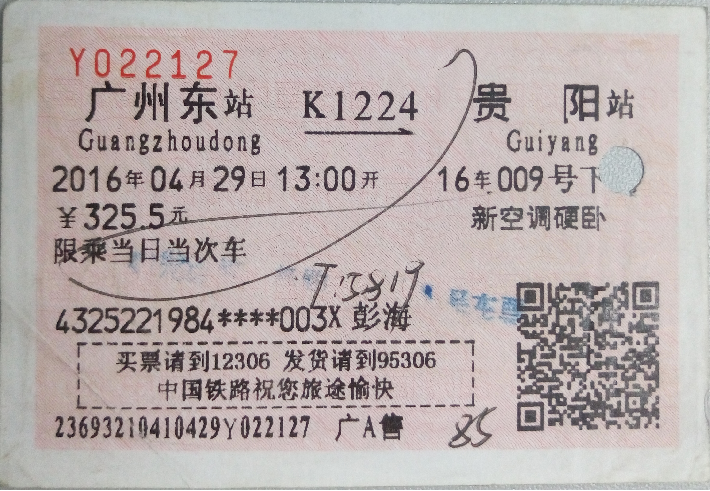 Y022127
广州东站 K1224 贵阳站
Guangzhoudong Guiyang
2016年04月29日13:00开 16车009号下
￥325.5元 新空调硬卧
限乘当日当次车
4325221984****003X 彭海
买票请到12306 发货请到95306
中国铁路祝您旅途愉快
23693210410429Y022127 广A售
85